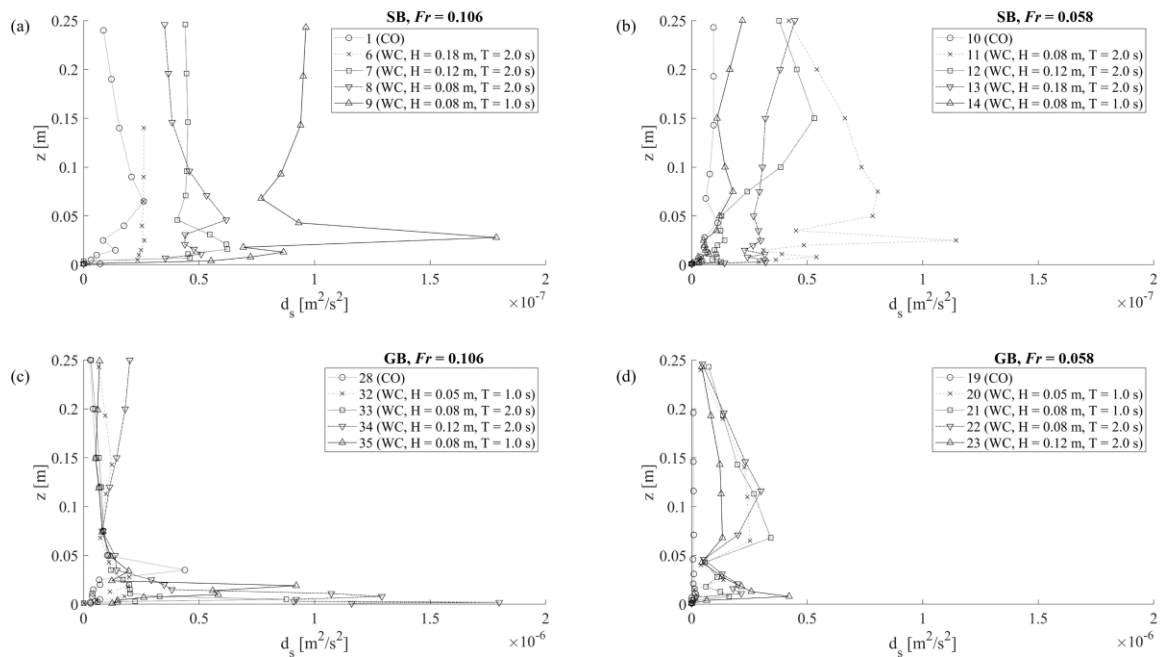 (a)
SB, Fr = 0.106
0.25
0.2
0.15
0.1
0.05
0
z [m]
1 (CO)
6 (WC, H = 0.18 m, T = 2.0 s)
7 (WC, H = 0.12 m, T = 2.0 s)
8 (WC, H = 0.08 m, T = 2.0 s)
9 (WC, H = 0.08 m, T = 1.0 s)
0 0.5 1 1.5 2
×10⁻⁷
dₛ [m²/s²]
(b)
SB, Fr = 0.058
0.25
0.2
0.15
0.1
0.05
0
z [m]
10 (CO)
11 (WC, H = 0.08 m, T = 2.0 s)
12 (WC, H = 0.12 m, T = 2.0 s)
13 (WC, H = 0.18 m, T = 2.0 s)
14 (WC, H = 0.08 m, T = 1.0 s)
0 0.5 1 1.5 2
×10⁻⁷
dₛ [m²/s²]
(c)
GB, Fr = 0.106
0.25
0.2
0.15
0.1
0.05
0
z [m]
28 (CO)
32 (WC, H = 0.05 m, T = 1.0 s)
33 (WC, H = 0.08 m, T = 2.0 s)
34 (WC, H = 0.12 m, T = 2.0 s)
35 (WC, H = 0.08 m, T = 1.0 s)
0 0.5 1 1.5 2
×10⁻⁶
dₛ [m²/s²]
(d)
GB, Fr = 0.058
0.25
0.2
0.15
0.1
0.05
0
z [m]
19 (CO)
20 (WC, H = 0.05 m, T = 1.0 s)
21 (WC, H = 0.08 m, T = 1.0 s)
22 (WC, H = 0.08 m, T = 2.0 s)
23 (WC, H = 0.12 m, T = 2.0 s)
0 0.5 1 1.5 2
×10⁻⁶
dₛ [m²/s²]